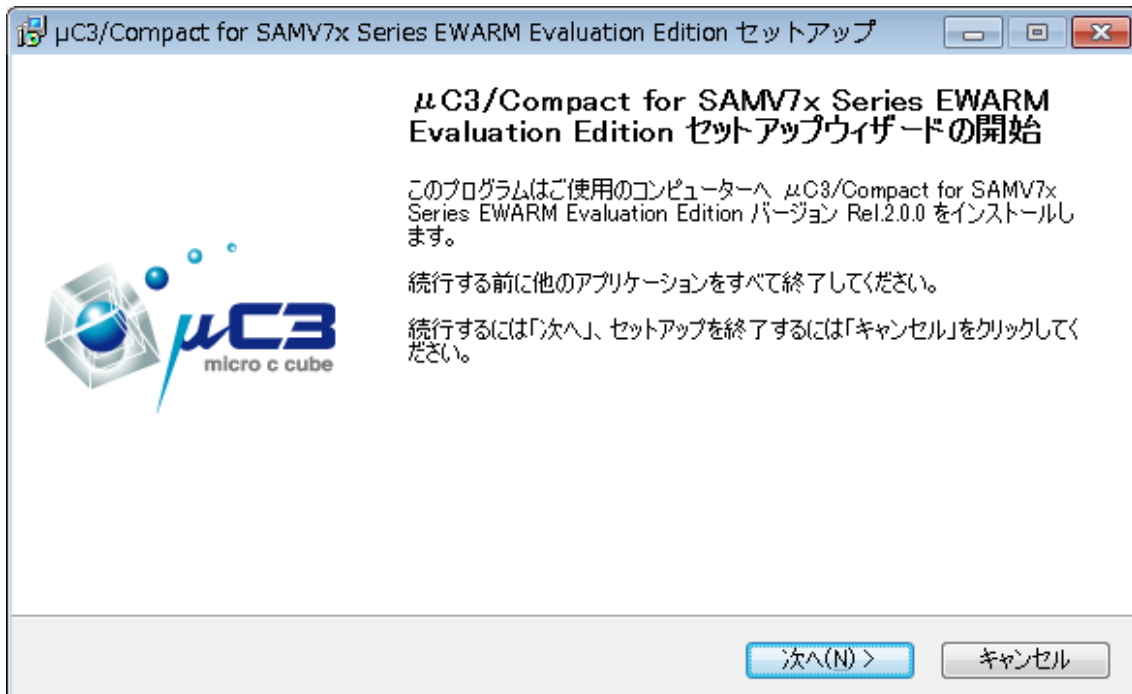 µC3/Compact for SAMV7x Series EWARM Evaluation Edition セットアップ
μC3/Compact for SAMV7x Series EWARM
Evaluation Edition セットアップウィザードの開始
このプログラムはご使用のコンピューターへ μC3/Compact for SAMV7x
Series EWARM Evaluation Edition バージョン Rel.2.0.0 をインストールし
ます。
続行する前に他のアプリケーションをすべて終了してください。
続行するには「次へ」、セットアップを終了するには「キャンセル」をクリックしてく
ださい。
μC3
micro c cube
次へ(N) >
キャンセル